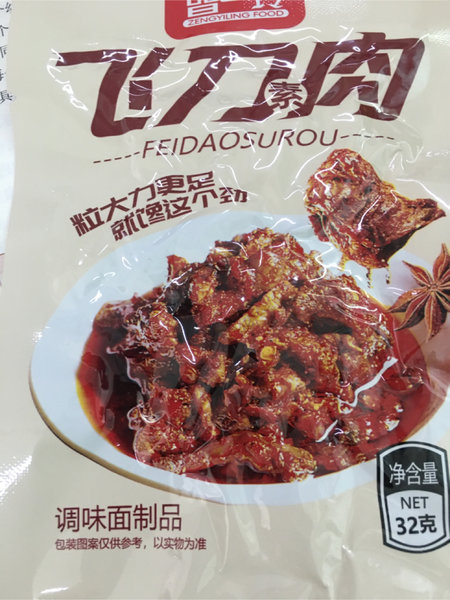 ZENGYILING FOOD
飞刀素肉
-----FEIDAOSUROU-----
粒大力更足
就馋这个劲
净含量
NET
32克
调味面制品
包装图案仅供参考，以实物为准